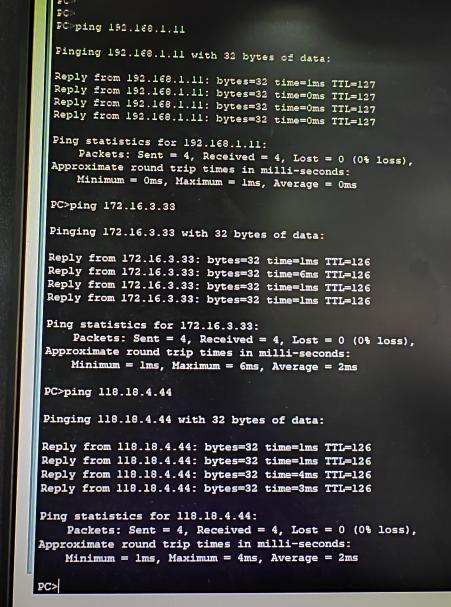 PC>
PC>
PC>ping 192.168.1.11
Pinging 192.168.1.11 with 32 bytes of data:
Reply from 192.168.1.11: bytes=32 time=1ms TTL=127
Reply from 192.168.1.11: bytes=32 time=0ms TTL=127
Reply from 192.168.1.11: bytes=32 time=0ms TTL=127
Reply from 192.168.1.11: bytes=32 time=0ms TTL=127
Ping statistics for 192.168.1.11:
Packets: Sent = 4, Received = 4, Lost = 0 (0% loss),
Approximate round trip times in milli-seconds:
Minimum = 0ms, Maximum = 1ms, Average = 0ms
PC>ping 172.16.3.33
Pinging 172.16.3.33 with 32 bytes of data:
Reply from 172.16.3.33: bytes=32 time=1ms TTL=126
Reply from 172.16.3.33: bytes=32 time=6ms TTL=126
Reply from 172.16.3.33: bytes=32 time=1ms TTL=126
Reply from 172.16.3.33: bytes=32 time=1ms TTL=126
Ping statistics for 172.16.3.33:
Packets: Sent = 4, Received = 4, Lost = 0 (0% loss),
Approximate round trip times in milli-seconds:
Minimum = 1ms, Maximum = 6ms, Average = 2ms
PC>ping 118.18.4.44
Pinging 118.18.4.44 with 32 bytes of data:
Reply from 118.18.4.44: bytes=32 time=1ms TTL=126
Reply from 118.18.4.44: bytes=32 time=1ms TTL=126
Reply from 118.18.4.44: bytes=32 time=4ms TTL=126
Reply from 118.18.4.44: bytes=32 time=3ms TTL=126
Ping statistics for 118.18.4.44:
Packets: Sent = 4, Received = 4, Lost = 0 (0% loss),
Approximate round trip times in milli-seconds:
Minimum = 1ms, Maximum = 4ms, Average = 2ms
PC>